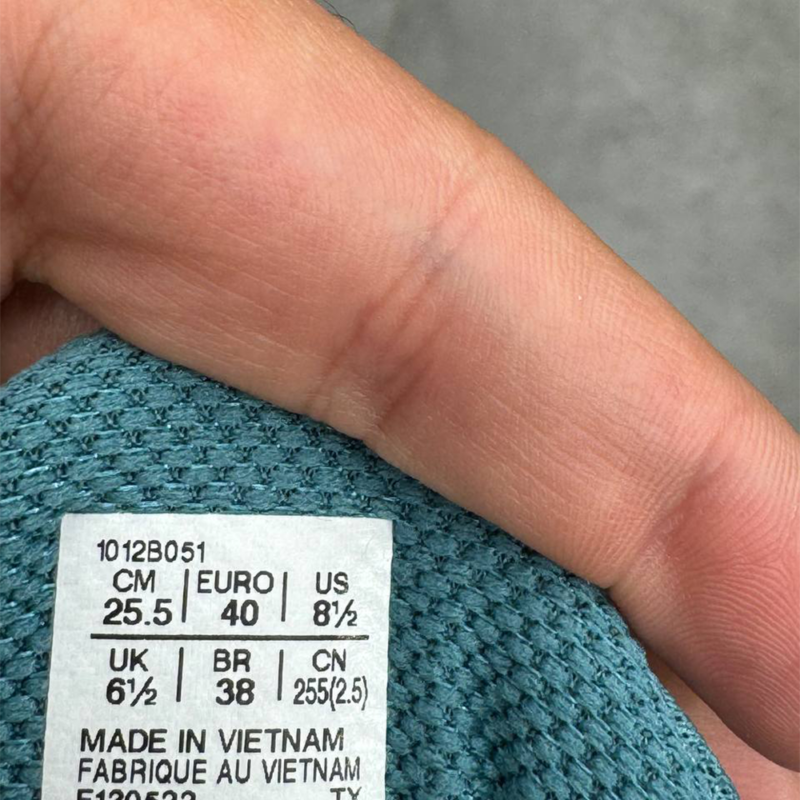 1012B051
CM | EURO | US
25.5 | 40 | 8½
UK | BR | CN
6½ | 38 | 255(2.5)
MADE IN VIETNAM
FABRIQUE AU VIETNAM
TX